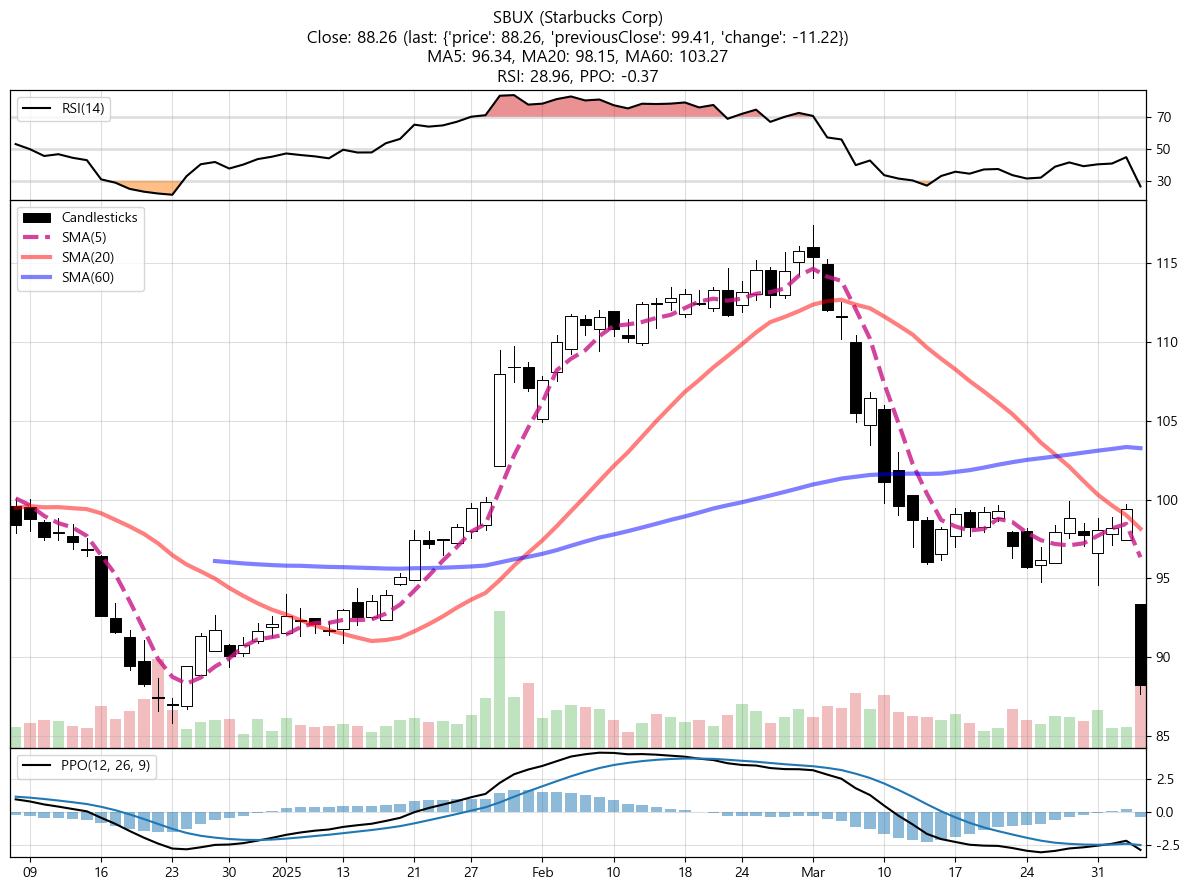 SBUX (Starbucks Corp)
Close: 88.26 (last: {'price': 88.26, 'previousClose': 99.41, 'change': -11.22})
MA5: 96.34, MA20: 98.15, MA60: 103.27
RSI: 28.96, PPO: -0.37
RSI(14)
70
50
30
Candlesticks
SMA(5)
SMA(20)
SMA(60)
115
110
105
100
95
90
85
PPO(12, 26, 9)
2.5
0.0
−2.5
09 16 23 30 2025 13 21 27 Feb 10 18 24 Mar 10 17 24 31